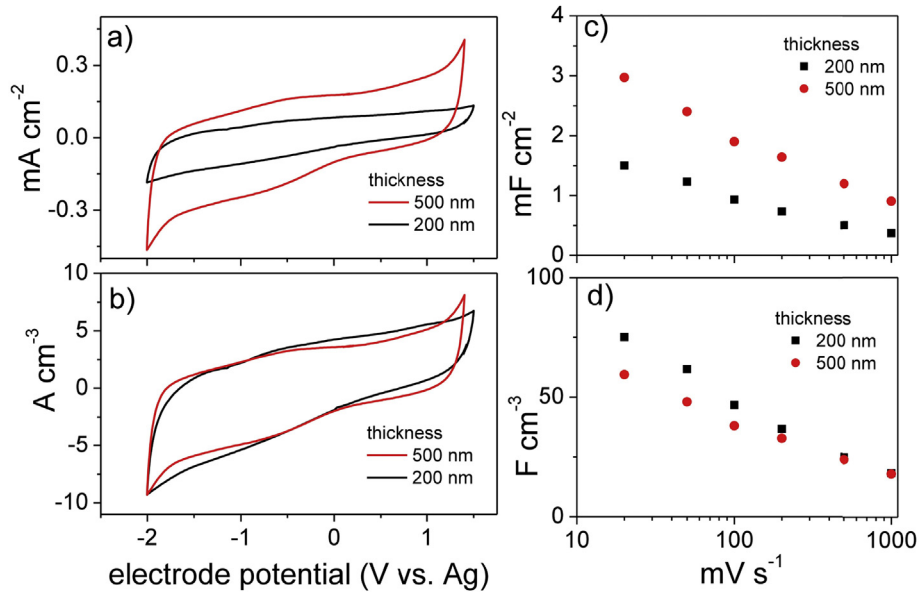 a)
mA cm⁻²
0.3
0.0
-0.3
thickness
500 nm
200 nm
b)
A cm⁻³
10
5
0
-5
-10
thickness
500 nm
200 nm
-2 -1 0 1
electrode potential (V vs. Ag)
c)
mF cm⁻²
4
3
2
1
0
thickness
200 nm
500 nm
d)
F cm⁻³
100
50
0
thickness
200 nm
500 nm
10 100 1000
mV s⁻¹